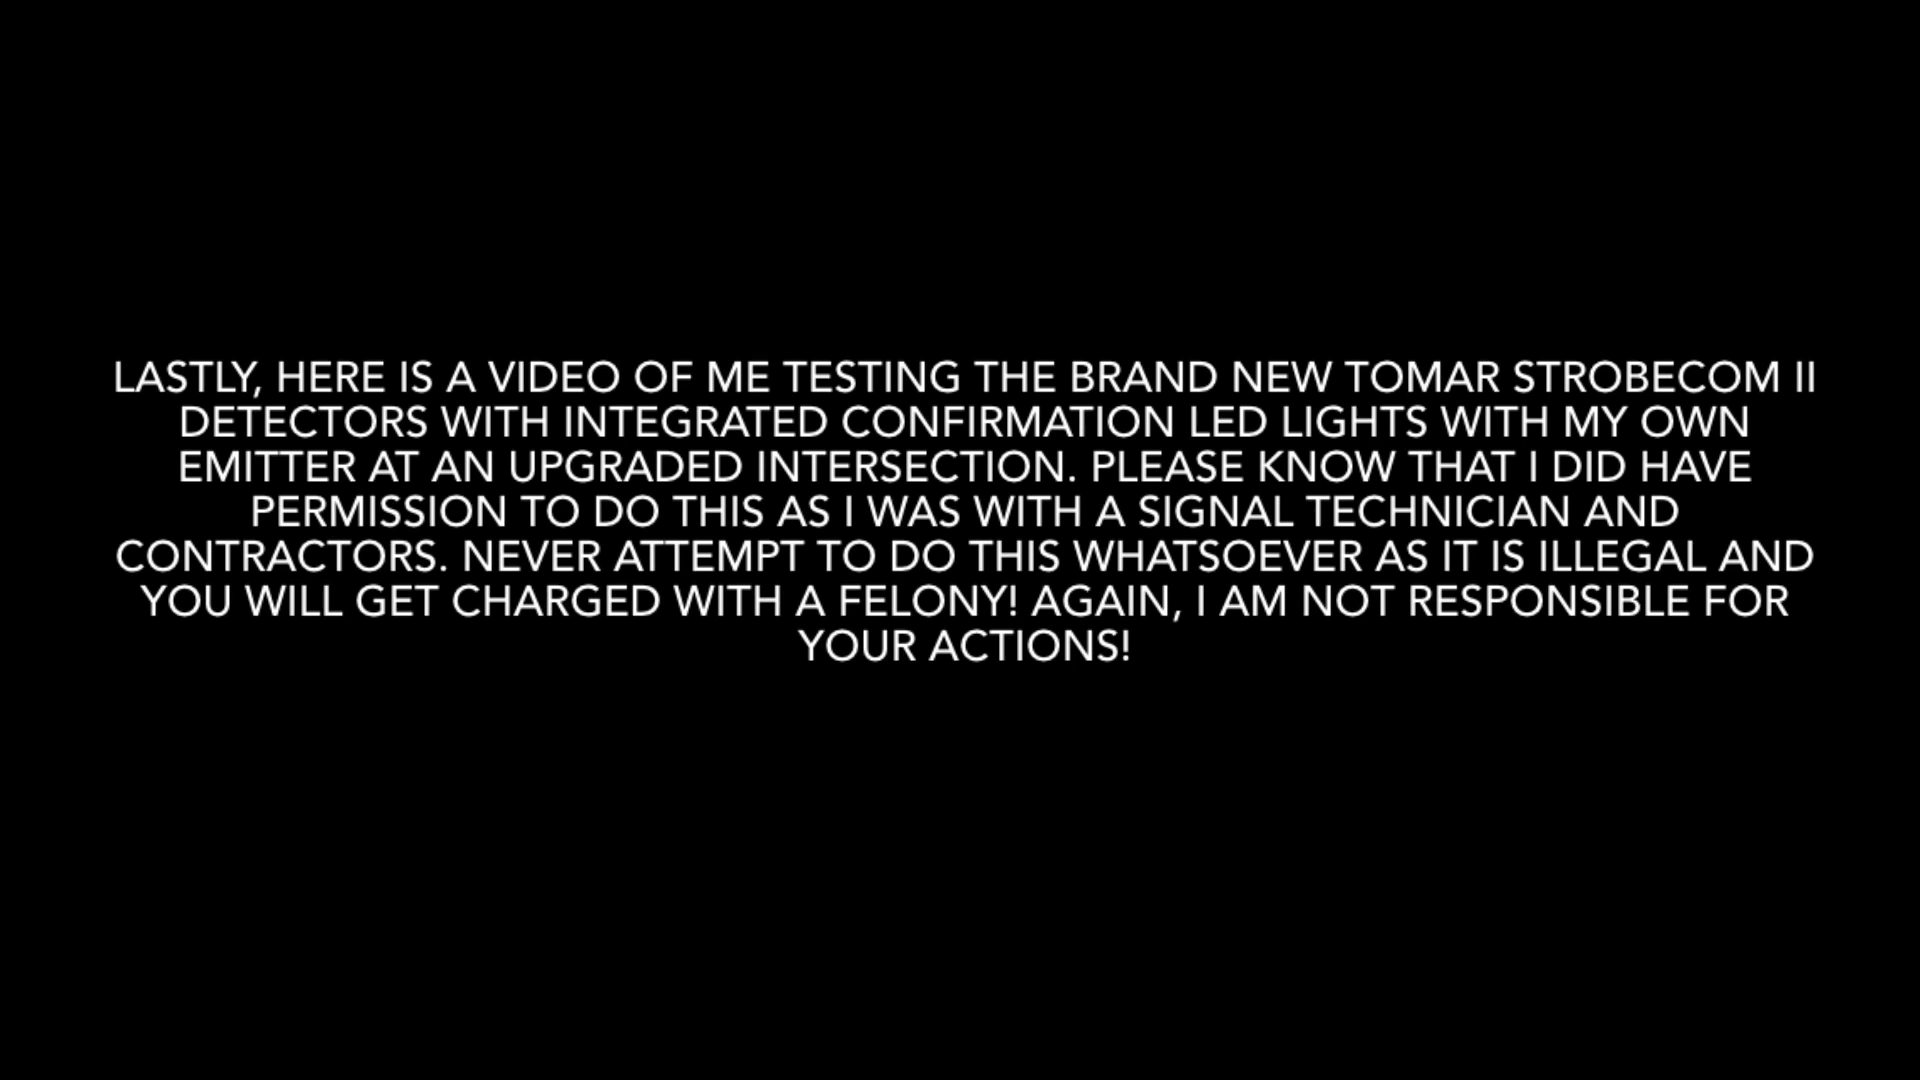 LASTLY, HERE IS A VIDEO OF ME TESTING THE BRAND NEW TOMAR STROBECOM II
DETECTORS WITH INTEGRATED CONFIRMATION LED LIGHTS WITH MY OWN
EMITTER AT AN UPGRADED INTERSECTION. PLEASE KNOW THAT I DID HAVE
PERMISSION TO DO THIS AS I WAS WITH A SIGNAL TECHNICIAN AND
CONTRACTORS. NEVER ATTEMPT TO DO THIS WHATSOEVER AS IT IS ILLEGAL AND
YOU WILL GET CHARGED WITH A FELONY! AGAIN, I AM NOT RESPONSIBLE FOR
YOUR ACTIONS!